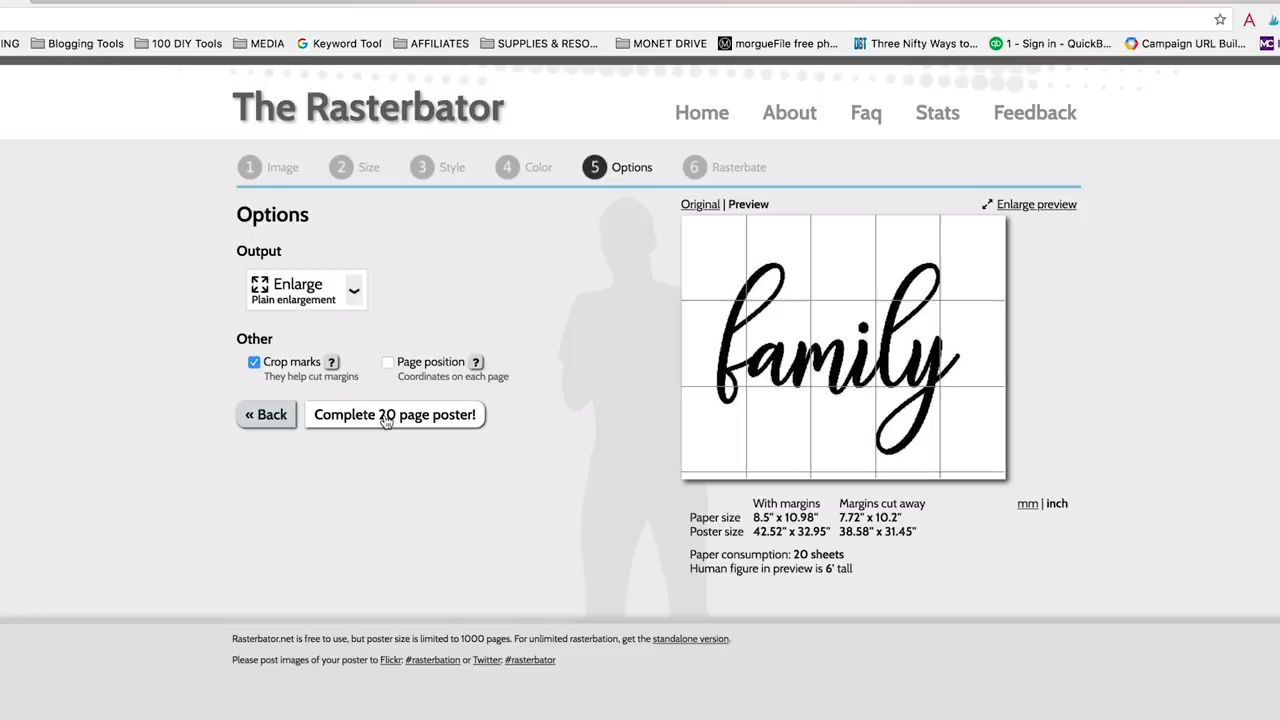 ING Blogging Tools 100 DIY Tools MEDIA Keyword Tool AFFILIATES SUPPLIES & RESO... MONET DRIVE morgueFile free ph... Three Nifty Ways to... 1 - Sign in - QuickB... Campaign URL Buil...
The Rasterbator
Home About Faq Stats Feedback
1 Image 2 Size 3 Style 4 Color 5 Options 6 Rasterbate
Options
Original | Preview Enlarge preview
Output
Enlarge
Plain enlargement
Other
Crop marks ? Page position ?
They help cut margins Coordinates on each page
« Back Complete 20 page poster!
family
With margins Margins cut away mm | inch
Paper size 8.5" x 10.98" 7.72" x 10.2"
Poster size 42.52" x 32.95" 38.58" x 31.45"
Paper consumption: 20 sheets
Human figure in preview is 6' tall
Rasterbator.net is free to use, but poster size is limited to 1000 pages. For unlimited rasterbation, get the standalone version.
Please post images of your poster to Flickr: #rasterbation or Twitter: #rasterbator